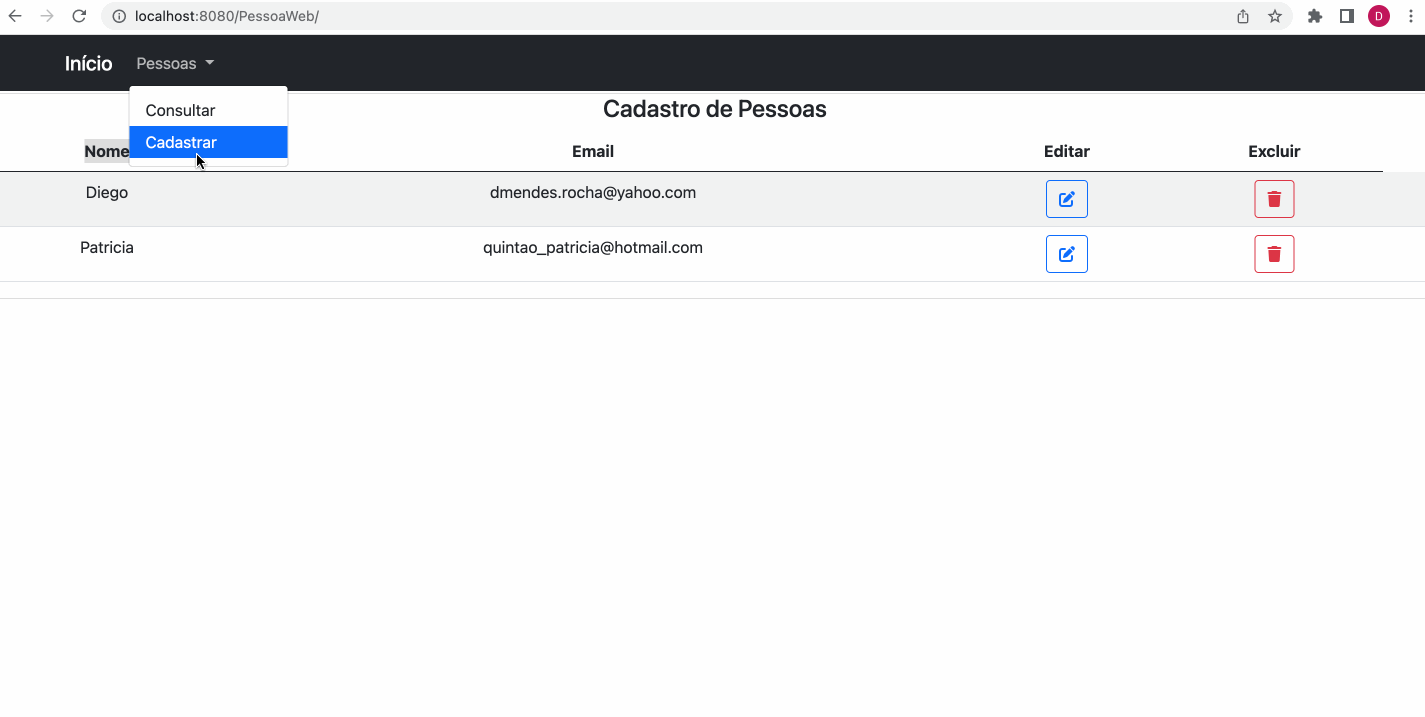 localhost:8080/PessoaWeb/
D
Início Pessoas
Consultar
Cadastrar
Cadastro de Pessoas
Nome Email Editar Excluir
Diego dmendes.rocha@yahoo.com
Patricia quintao_patricia@hotmail.com